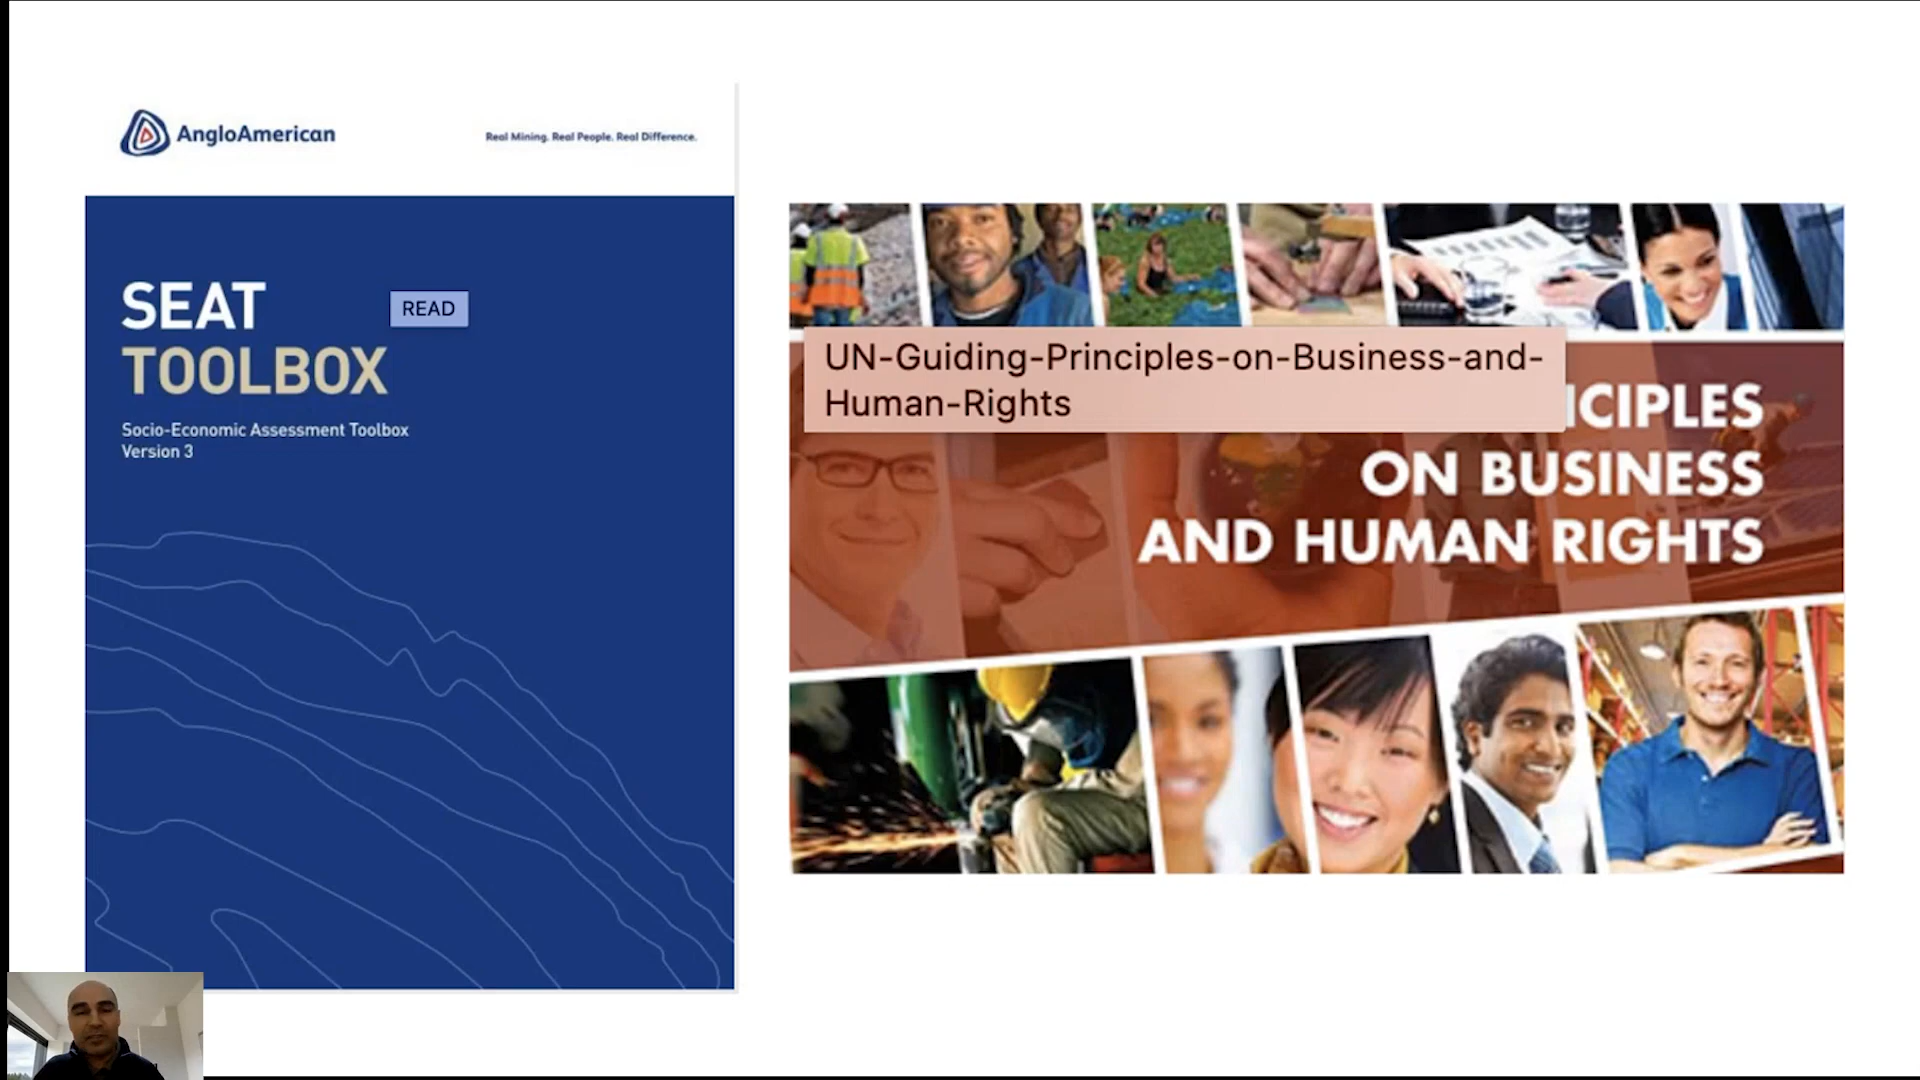 AngloAmerican
Real Mining. Real People. Real Difference.
SEAT
READ
TOOLBOX
Socio-Economic Assessment Toolbox
Version 3
UN-Guiding-Principles-on-Business-and-
Human-Rights
CIPLES
ON BUSINESS
AND HUMAN RIGHTS